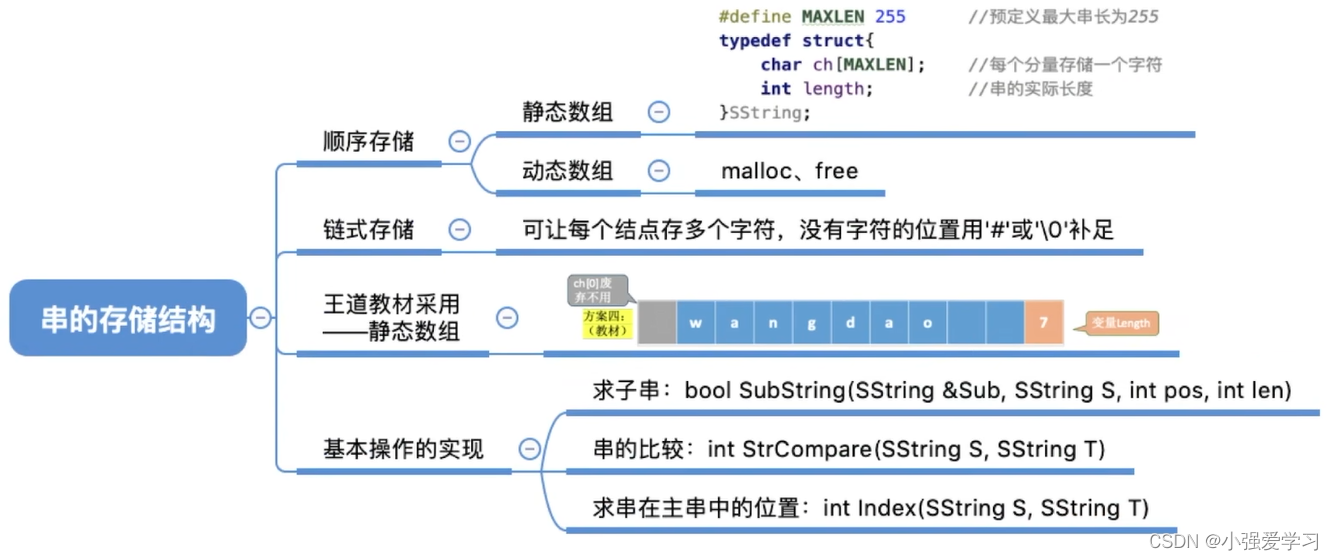 #define MAXLEN 255 //预定义最大串长为255
typedef struct{
char ch[MAXLEN]; //每个分量存储一个字符
int length; //串的实际长度
}SString;
静态数组
顺序存储
动态数组
malloc、free
链式存储
可让每个结点存多个字符，没有字符的位置用'#'或'\0'补足
串的存储结构
王道教材采用
——静态数组
ch[0]废
弃不用
方案四：
（教材）
w a n g d a o 7
变量Length
求子串：bool SubString(SString &Sub, SString S, int pos, int len)
基本操作的实现
串的比较：int StrCompare(SString S, SString T)
求串在主串中的位置：int Index(SString S, SString T)
CSDN @小强爱学习